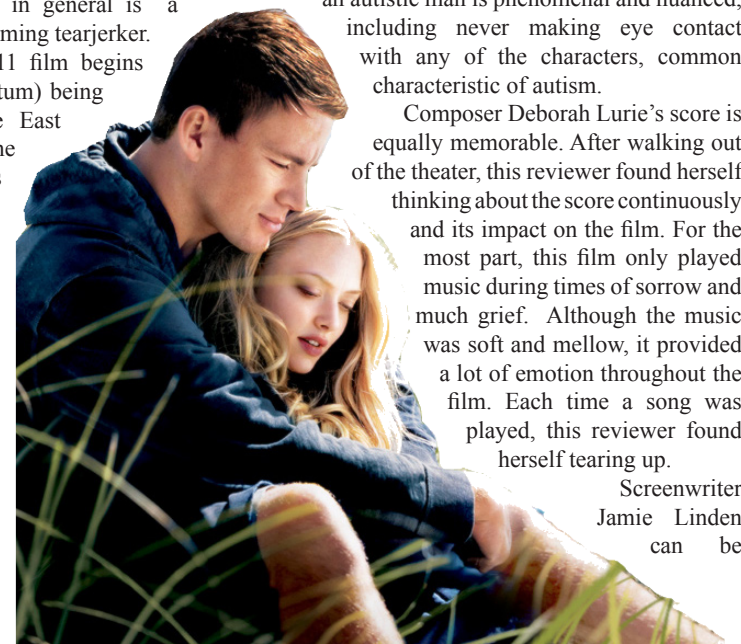 in general is a
ming tearjerker.
11 film begins
tum) being
East
an autistic man is phenomenal and nuanced,
including never making eye contact
with any of the characters, common
characteristic of autism.
Composer Deborah Lurie's score is
equally memorable. After walking out
of the theater, this reviewer found herself
thinking about the score continuously
and its impact on the film. For the
most part, this film only played
music during times of sorrow and
much grief. Although the music
was soft and mellow, it provided
a lot of emotion throughout the
film. Each time a song was
played, this reviewer found
herself tearing up.
Screenwriter
Jamie Linden
can be